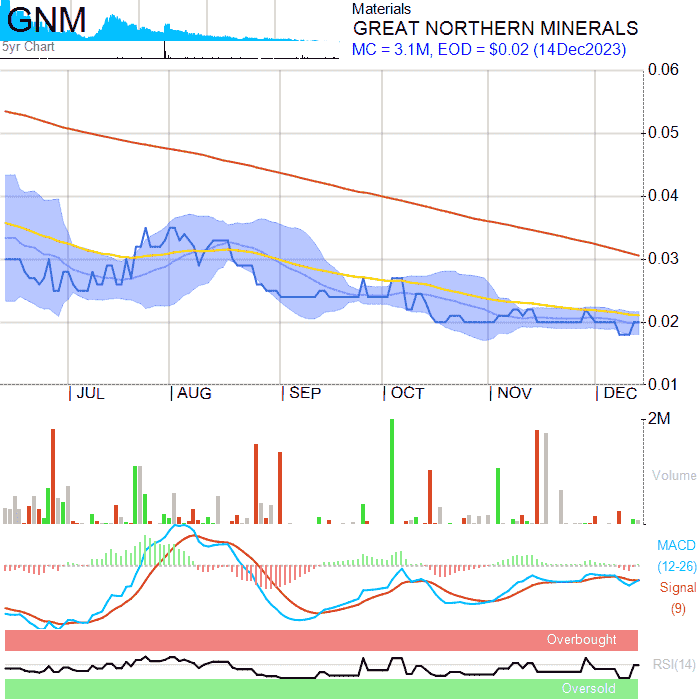 GNM
5yr Chart
Materials
GREAT NORTHERN MINERALS
MC = 3.1M, EOD = $0.02 (14Dec2023)
0.06
0.05
0.04
0.03
0.02
0.01
JUL AUG SEP OCT NOV DEC
2M
Volume
MACD
(12-26)
Signal
(9)
Overbought
RSI(14)
Oversold